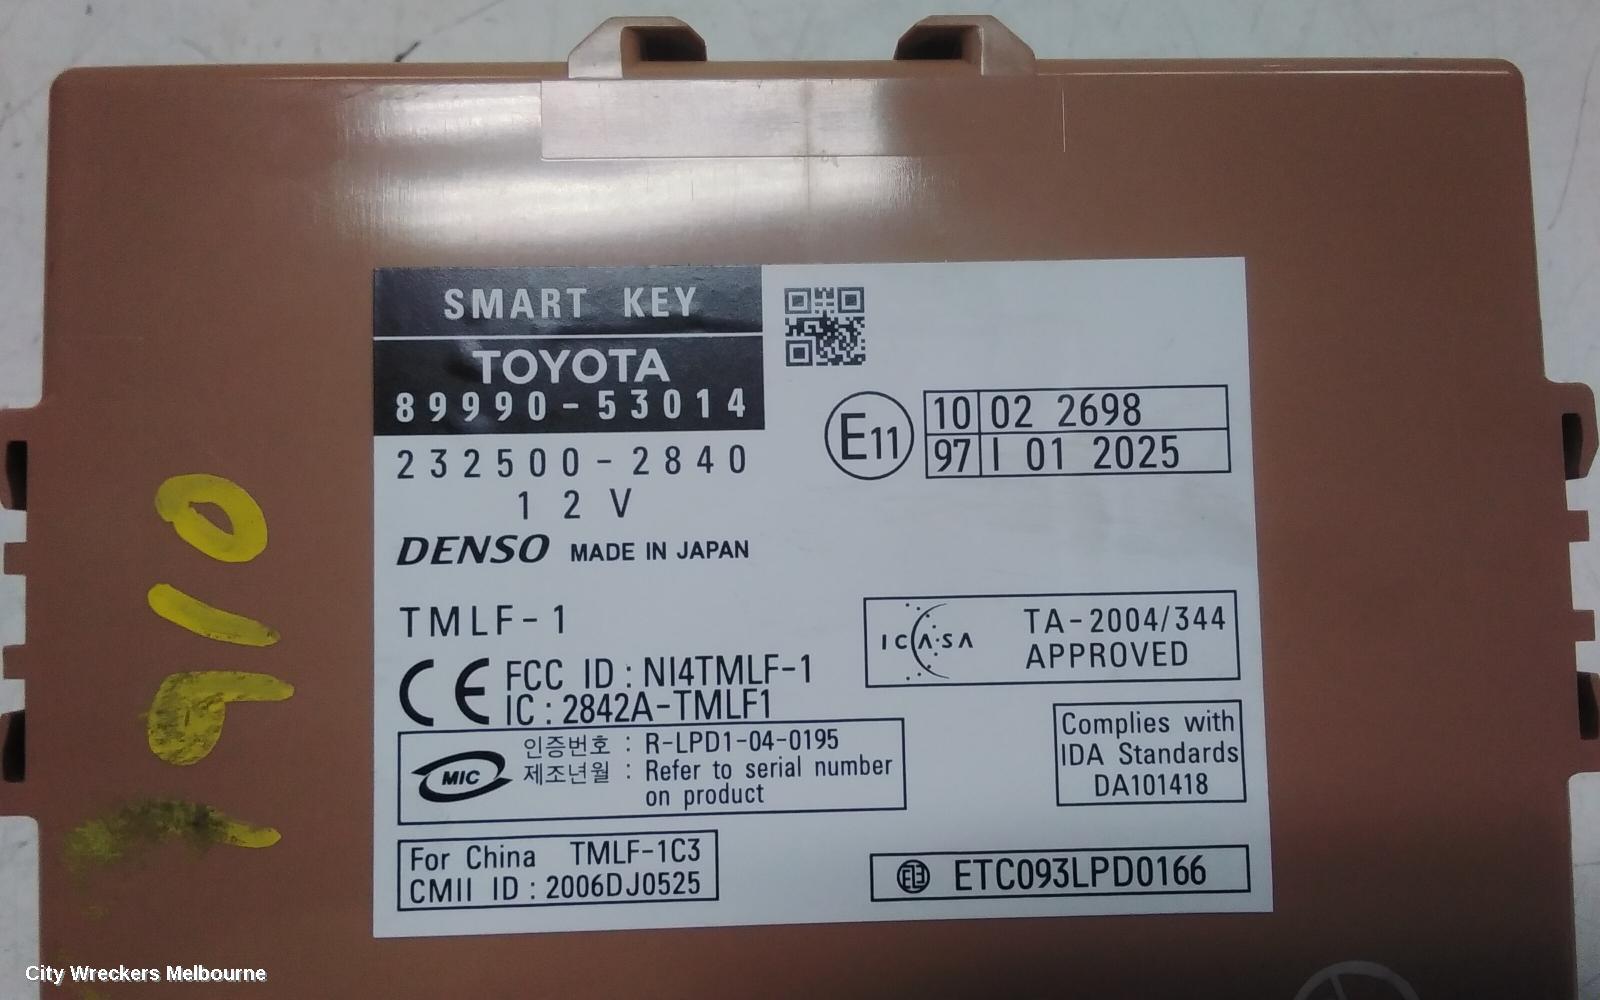 SMART KEY
TOYOTA
89990-53014
232500-2840
12V
DENSO MADE IN JAPAN
TMLF-1
CE FCC ID : NI4TMLF-1
IC : 2842A-TMLF1
MIC 인증번호 : R-LPD1-04-0195
제조년월 : Refer to serial number
on product
For China TMLF-1C3
CMII ID : 2006DJ0525
E11
10 02 2698
97 I 01 2025
ICASA TA-2004/344
APPROVED
Complies with
IDA Standards
DA101418
ETC093LPD0166
City Wreckers Melbourne